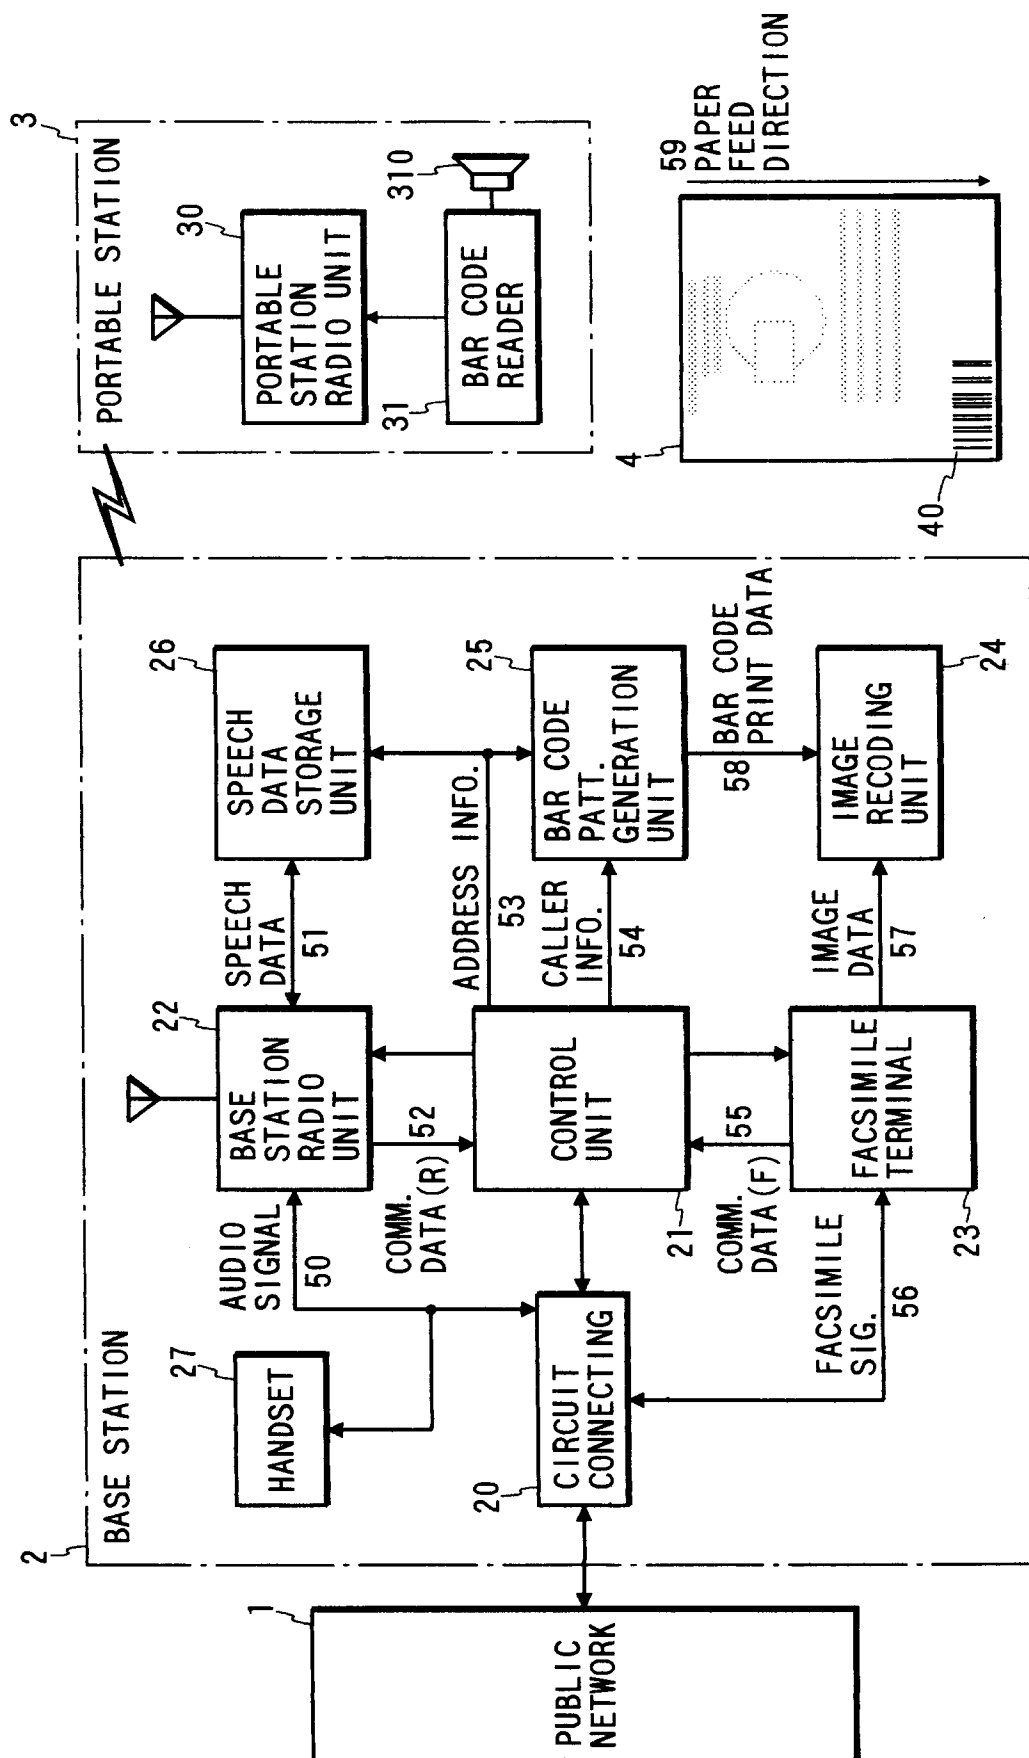 1
PUBLIC
NETWORK
2
BASE STATION
27
HANDSET
20
CIRCUIT
CONNECTING
AUDIO
SIGNAL
50
22
BASE
STATION
RADIO
UNIT
SPEECH
DATA
51
26
SPEECH
DATA
STORAGE
UNIT
COMM.
DATA(R)
52
21
CONTROL
UNIT
ADDRESS INFO.
53
CALLER
INFO.
54
25
BAR CODE
PATT.
GENERATION
UNIT
COMM.
DATA(F)
55
FACSIMILE
SIG.
56
23
FACSIMILE
TERMINAL
IMAGE
DATA
57
58
BAR CODE
PRINT DATA
24
IMAGE
RECODING
UNIT
3
PORTABLE STATION
30
PORTABLE
STATION
RADIO UNIT
31
BAR CODE
READER
310
4
40
59
PAPER
FEED
DIRECTION